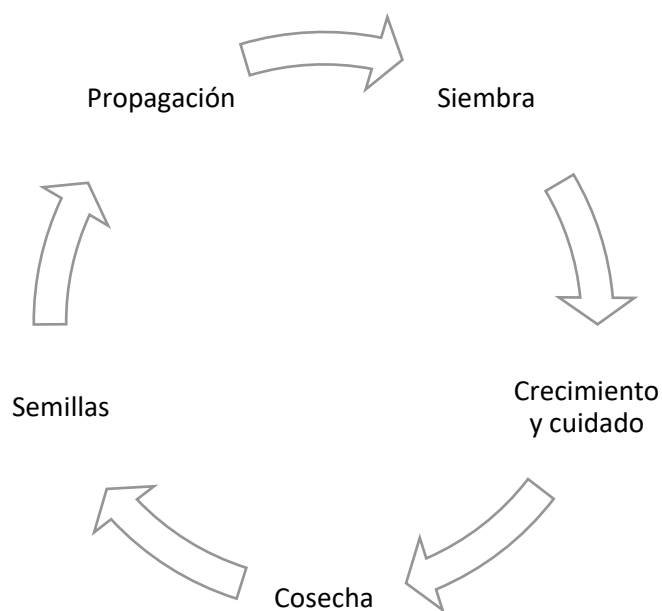 Propagación
Siembra
Crecimiento
y cuidado
Cosecha
Semillas